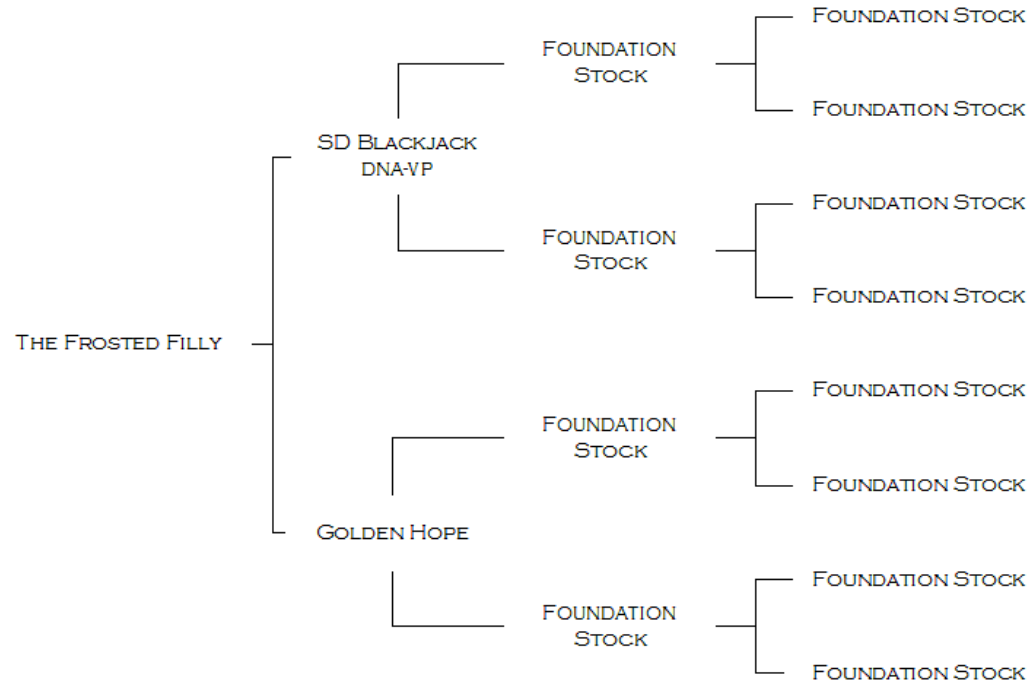 Foundation Stock
Foundation
Stock
Foundation Stock
SD Blackjack
DNA-VP
Foundation Stock
Foundation
Stock
Foundation Stock
The Frosted Filly
Foundation Stock
Foundation
Stock
Foundation Stock
Golden Hope
Foundation Stock
Foundation
Stock
Foundation Stock